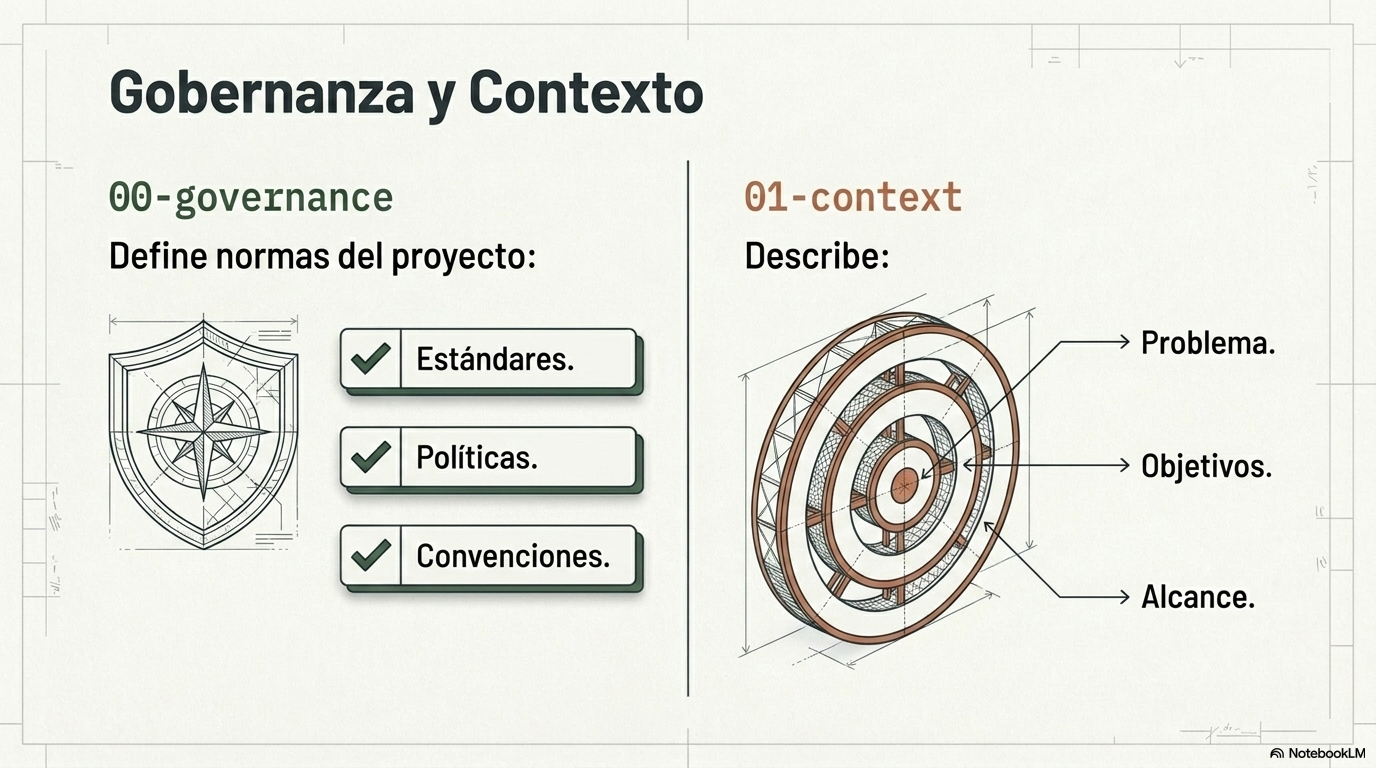 Gobernanza y Contexto
00-governance
Define normas del proyecto:
Estándares.
Políticas.
Convenciones.
01-context
Describe:
Problema.
Objetivos.
Alcance.
NotebookLM